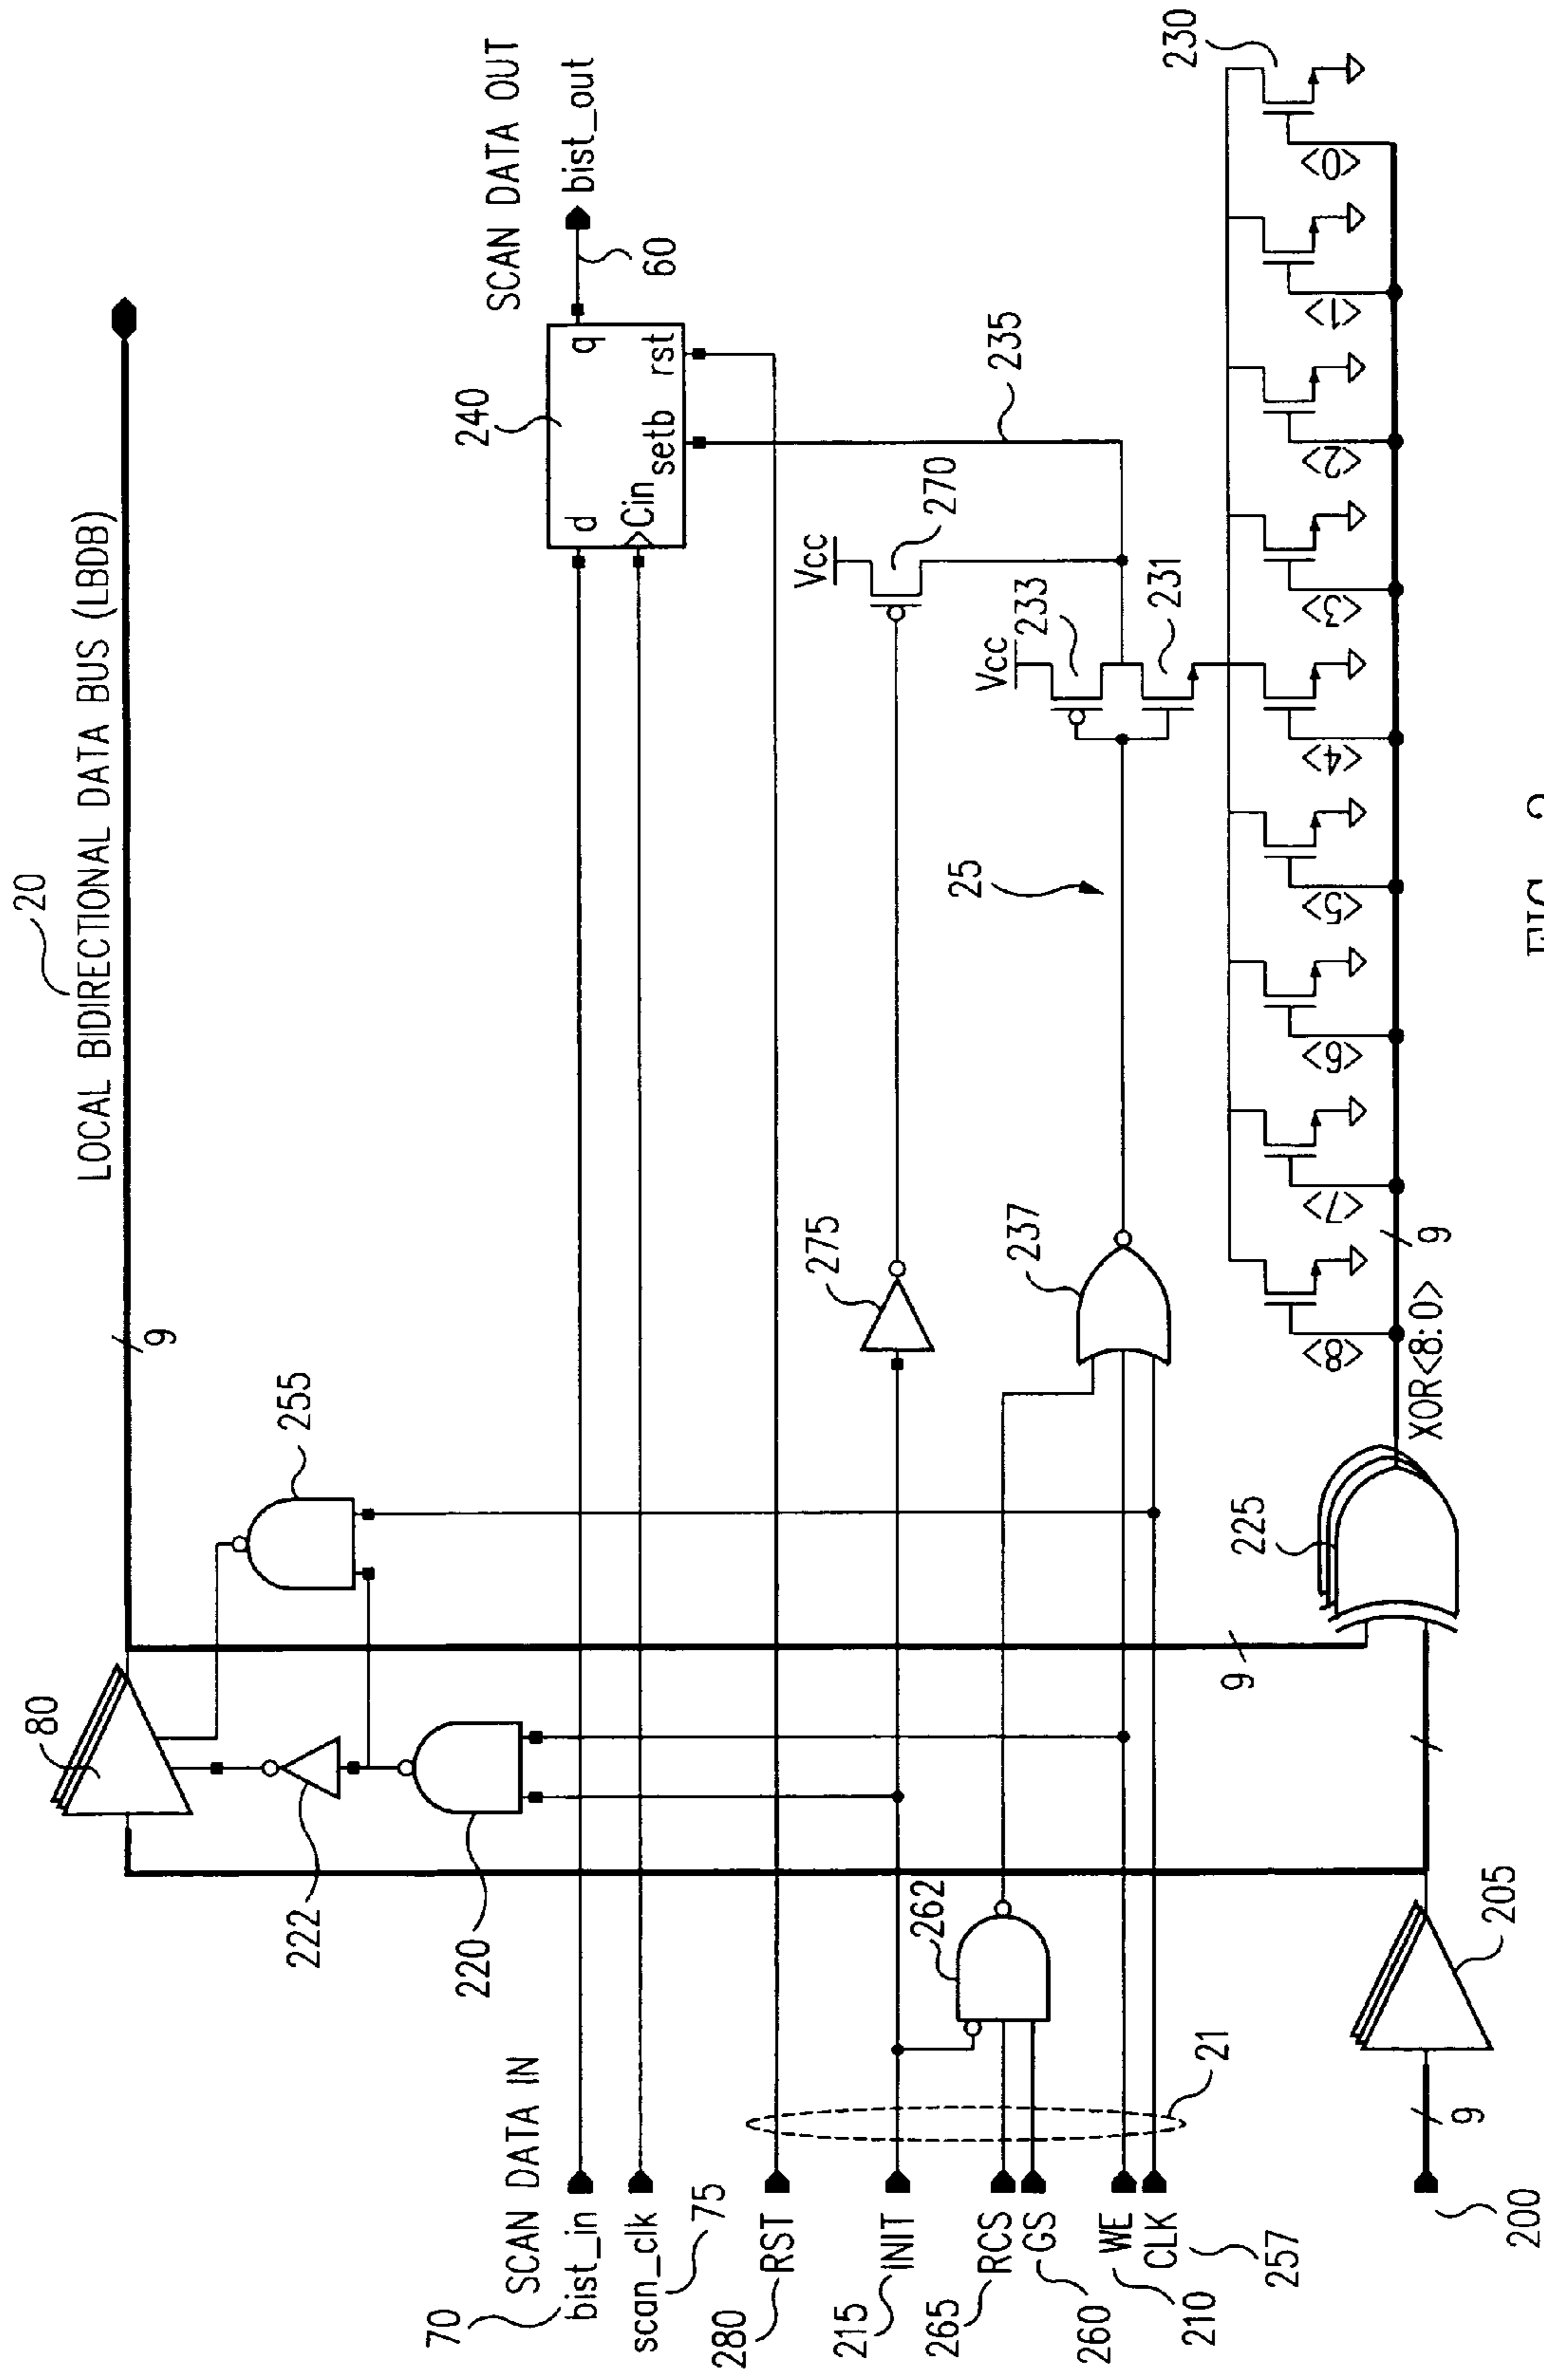 20
LOCAL BIDIRECTIONAL DATA BUS (LBDB)
9
80
255
222
220
SCAN DATA OUT
bist_out
60
240
d
q
Cin
setb
rst
235
SCAN DATA IN
70
bist_in
scan_clk
75
280
RST
215
INIT
265
RCS
GS
260
WE
210
CLK
257
21
262
275
237
25
Vcc
270
Vcc
233
231
230
9
225
XOR<8:0>
9
<8>
<7>
<6>
<5>
<4>
<3>
<2>
<1>
<0>
200
9
205